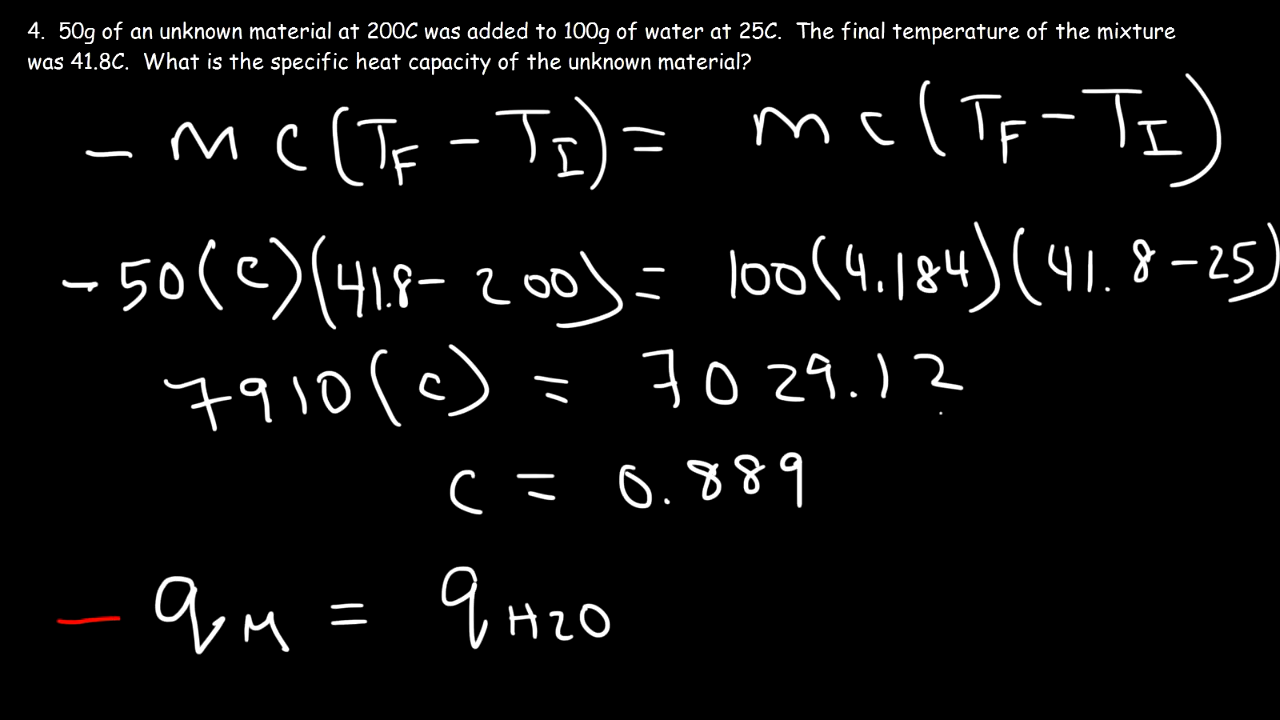 4. 50g of an unknown material at 200C was added to 100g of water at 25C. The final temperature of the mixture
was 41.8C. What is the specific heat capacity of the unknown material?
- m c (TF - TI) = m c (TF - TI)
- 50 (c) (41.8 - 200) = 100 (4.184) (41.8 - 25)
7910 (c) = 7029.12
c = 0.889
- qM = qH2O